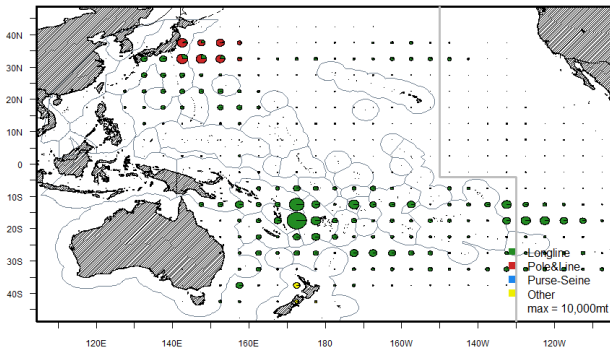 40N
30N
20N
10N
0
10S
20S
30S
40S
120E 140E 160E 180 160W 140W 120W
Longline
Pole&Line
Purse-Seine
Other
max = 10,000mt